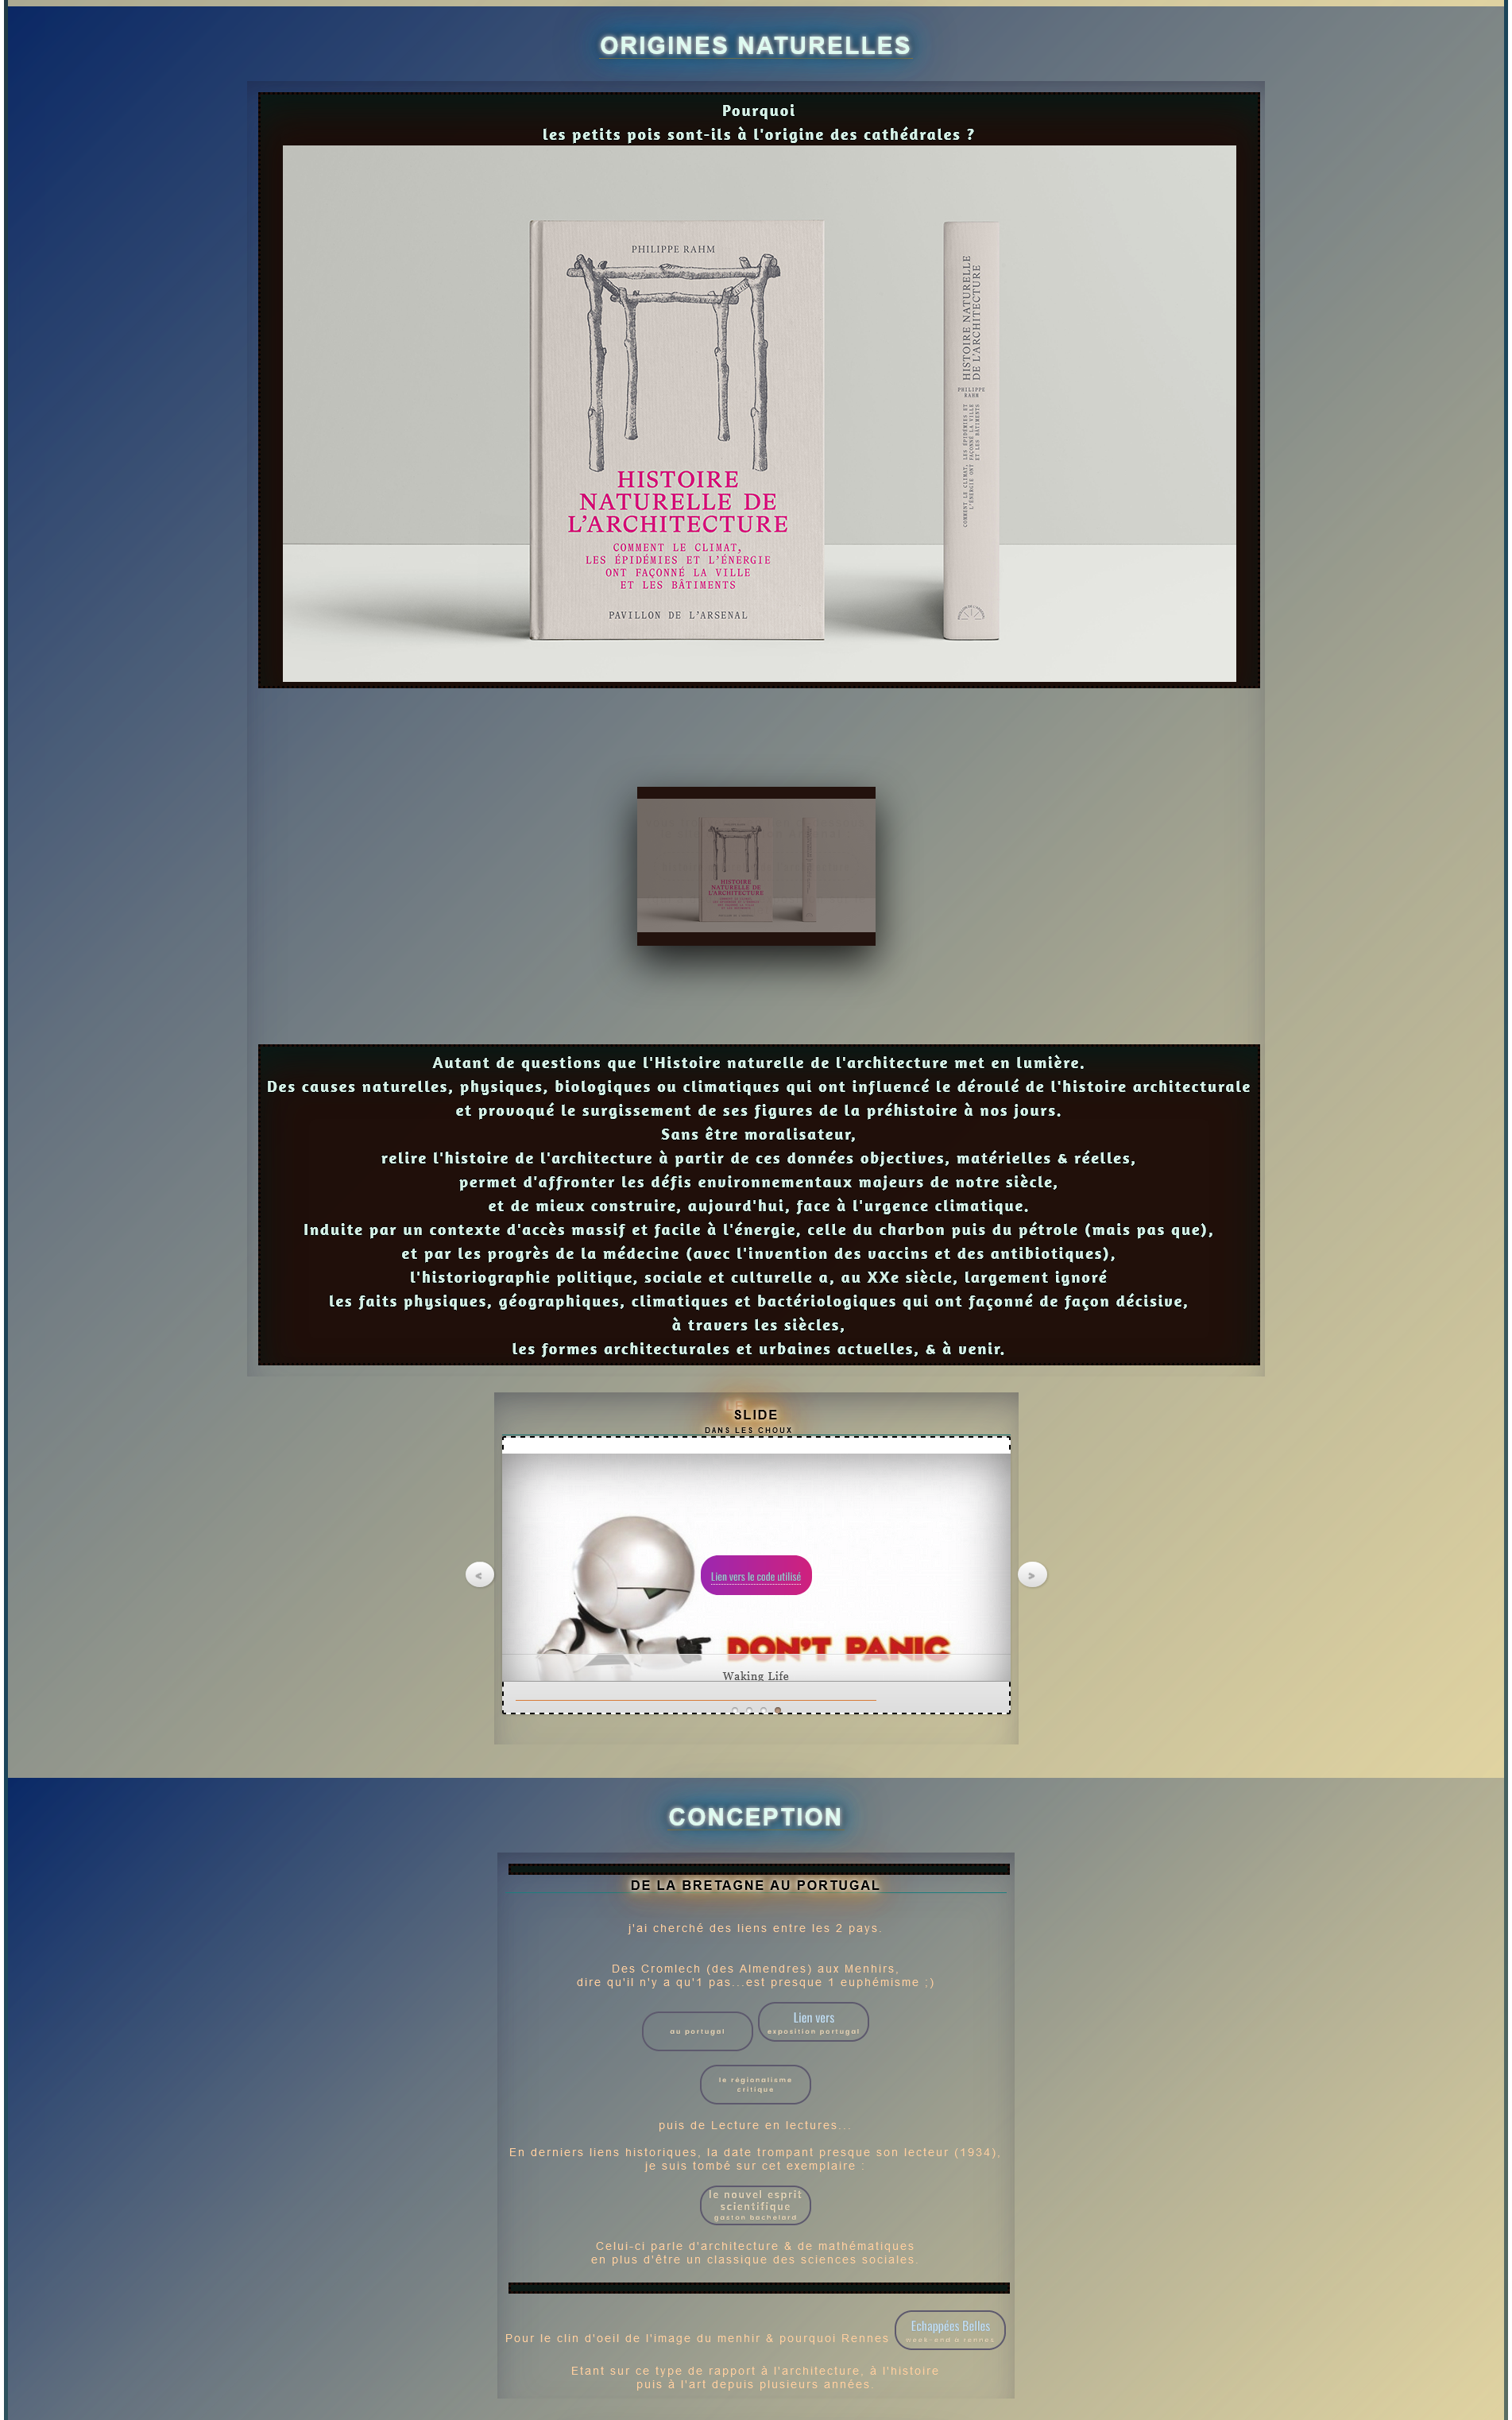 ORIGINES NATURELLES
Pourquoi
les petits pois sont-ils à l'origine des cathédrales ?
PHILIPPE RAHM
HISTOIRE
NATURELLE DE
L'ARCHITECTURE
COMMENT LE CLIMAT,
LES ÉPIDÉMIES ET L'ÉNERGIE
ONT FAÇONNÉ LA VILLE
ET LES BÂTIMENTS
PAVILLON DE L'ARSENAL
HISTOIRE NATURELLE
DE L'ARCHITECTURE
PHILIPPE
RAHM
COMMENT LE CLIMAT, LES ÉPIDÉMIES ET
L'ÉNERGIE ONT FAÇONNÉ LA VILLE
ET LES BÂTIMENTS
HISTOIRE
NATURELLE DE
L'ARCHITECTURE
Autant de questions que l'Histoire naturelle de l'architecture met en lumière.
Des causes naturelles, physiques, biologiques ou climatiques qui ont influencé le déroulé de l'histoire architecturale
et provoqué le surgissement de ses figures de la préhistoire à nos jours.
Sans être moralisateur,
relire l'histoire de l'architecture à partir de ces données objectives, matérielles & réelles,
permet d'affronter les défis environnementaux majeurs de notre siècle,
et de mieux construire, aujourd'hui, face à l'urgence climatique.
Induite par un contexte d'accès massif et facile à l'énergie, celle du charbon puis du pétrole (mais pas que),
et par les progrès de la médecine (avec l'invention des vaccins et des antibiotiques),
l'historiographie politique, sociale et culturelle a, au XXe siècle, largement ignoré
les faits physiques, géographiques, climatiques et bactériologiques qui ont façonné de façon décisive,
à travers les siècles,
les formes architecturales et urbaines actuelles, & à venir.
LE
SLIDE
DANS LES CHOUX
<
Lien vers le code utilisé
>
DON'T PANIC
Waking Life
CONCEPTION
DE LA BRETAGNE AU PORTUGAL
j'ai cherché des liens entre les 2 pays.
Des Cromlech (des Almendres) aux Menhirs,
dire qu'il n'y a qu'1 pas...est presque 1 euphémisme ;)
au portugal
Lien vers
exposition portugal
le régionalisme
critique
puis de Lecture en lectures...
En derniers liens historiques, la date trompant presque son lecteur (1934),
je suis tombé sur cet exemplaire :
le nouvel esprit
scientifique
gaston bachelard
Celui-ci parle d'architecture & de mathématiques
en plus d'être un classique des sciences sociales.
Pour le clin d'oeil de l'image du menhir & pourquoi Rennes
Echappées Belles
week-end à rennes
Etant sur ce type de rapport à l'architecture, à l'histoire
puis à l'art depuis plusieurs années.